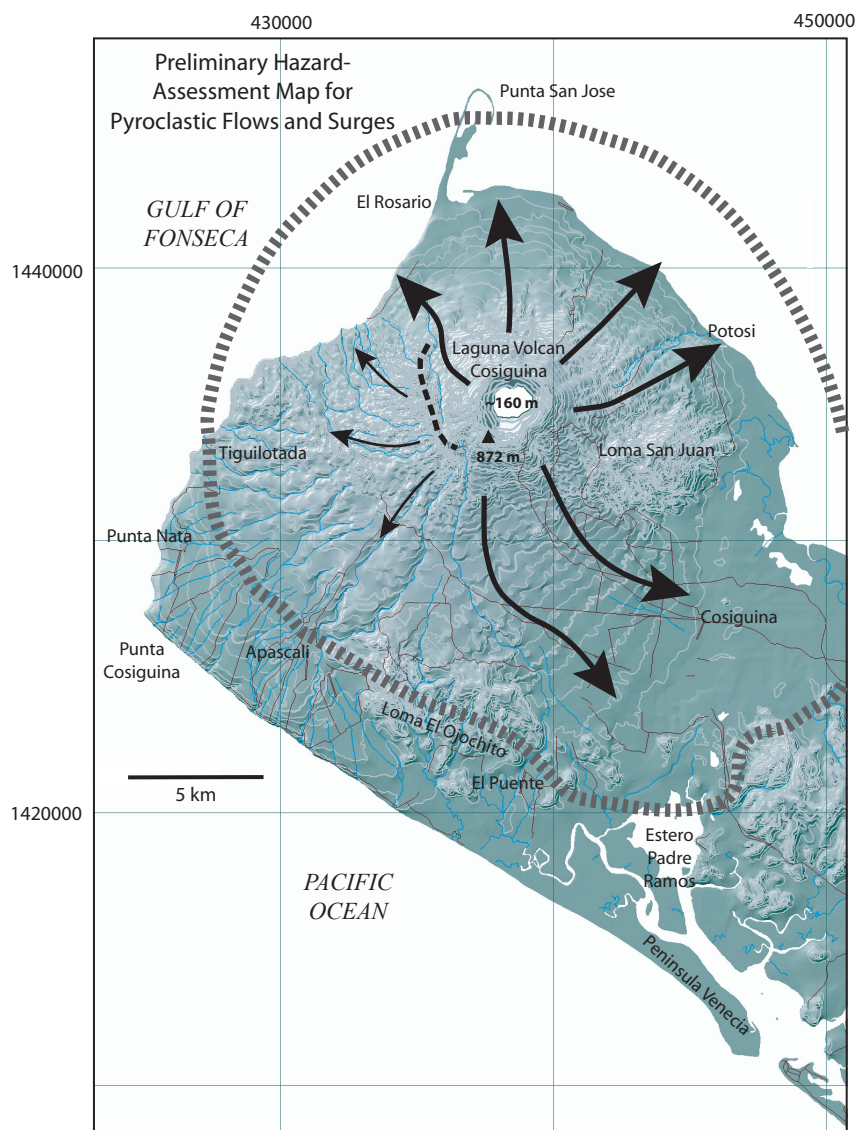 430000
450000
Preliminary Hazard-
Assessment Map for
Pyroclastic Flows and Surges
Punta San Jose
El Rosario
GULF OF
FONSECA
1440000
Potosi
Laguna Volcan
Cosiguina
~160 m
872 m
Loma San Juan
Tiguilotada
Punta Nata
Cosiguina
Apascali
Punta
Cosiguina
Loma El Ojochito
5 km
El Puente
1420000
Estero
Padre
Ramos
PACIFIC
OCEAN
Peninsula Venecia